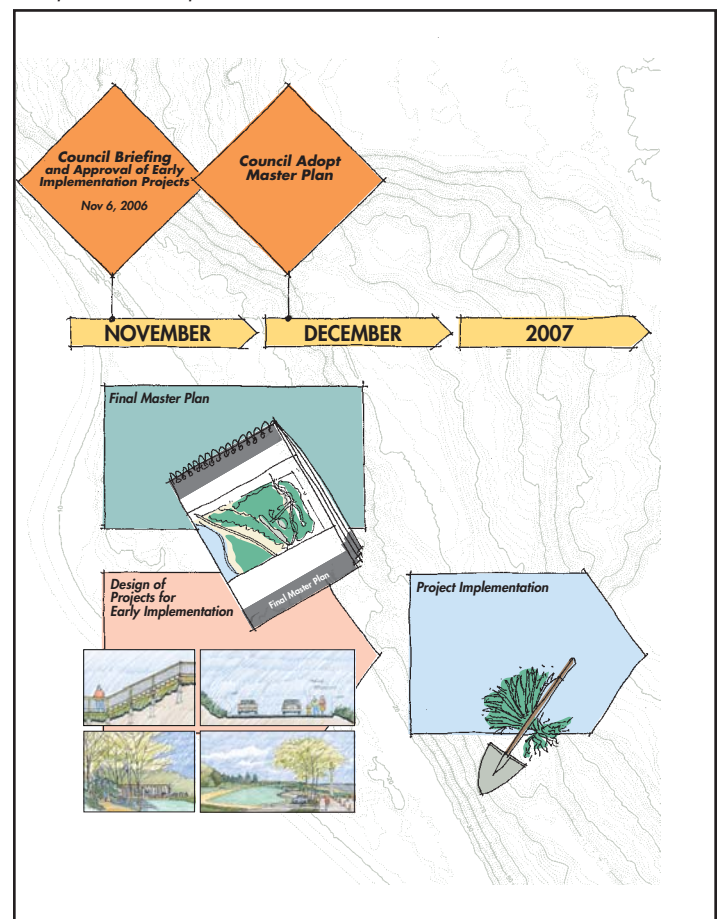 Council Briefing
and Approval of Early
Implementation Projects
Nov 6, 2006
Council Adopt
Master Plan
NOVEMBER
DECEMBER
2007
Final Master Plan
Final Master Plan
Design of
Projects for
Early Implementation
Project Implementation